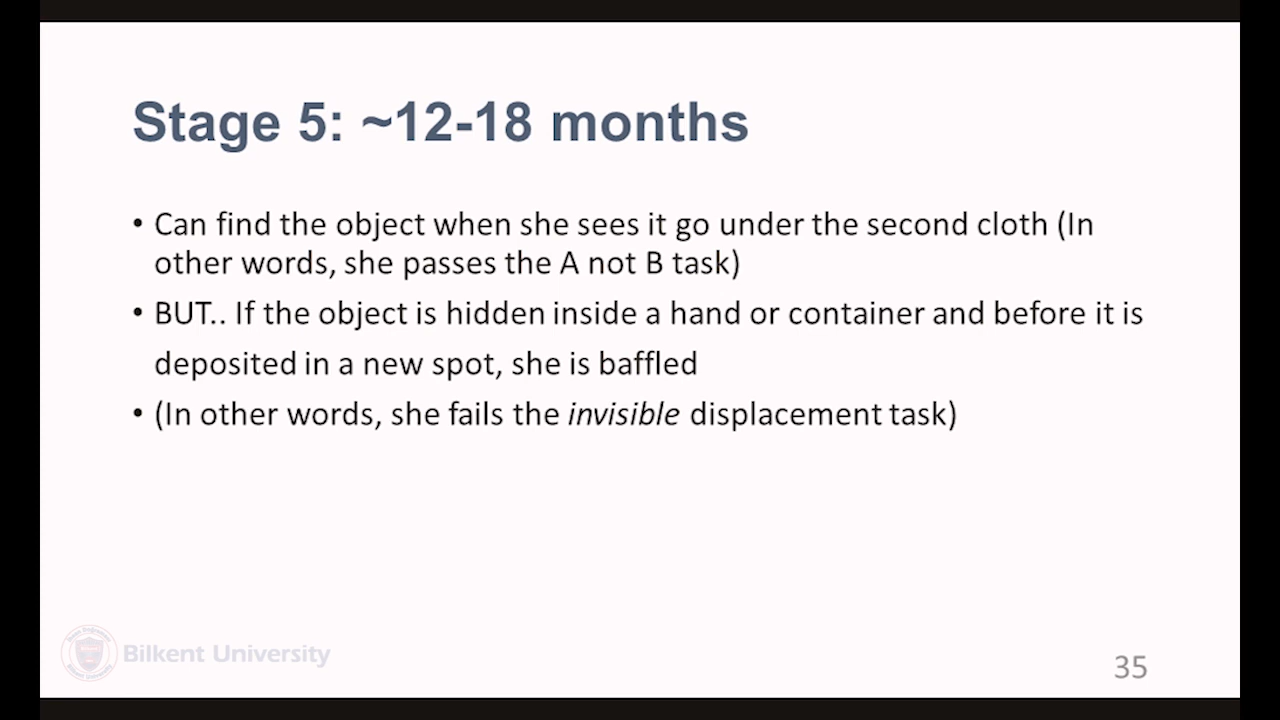 Stage 5: ~12-18 months
• Can find the object when she sees it go under the second cloth (In
other words, she passes the A not B task)
• BUT.. If the object is hidden inside a hand or container and before it is
deposited in a new spot, she is baffled
• (In other words, she fails the invisible displacement task)
Bilkent University
35